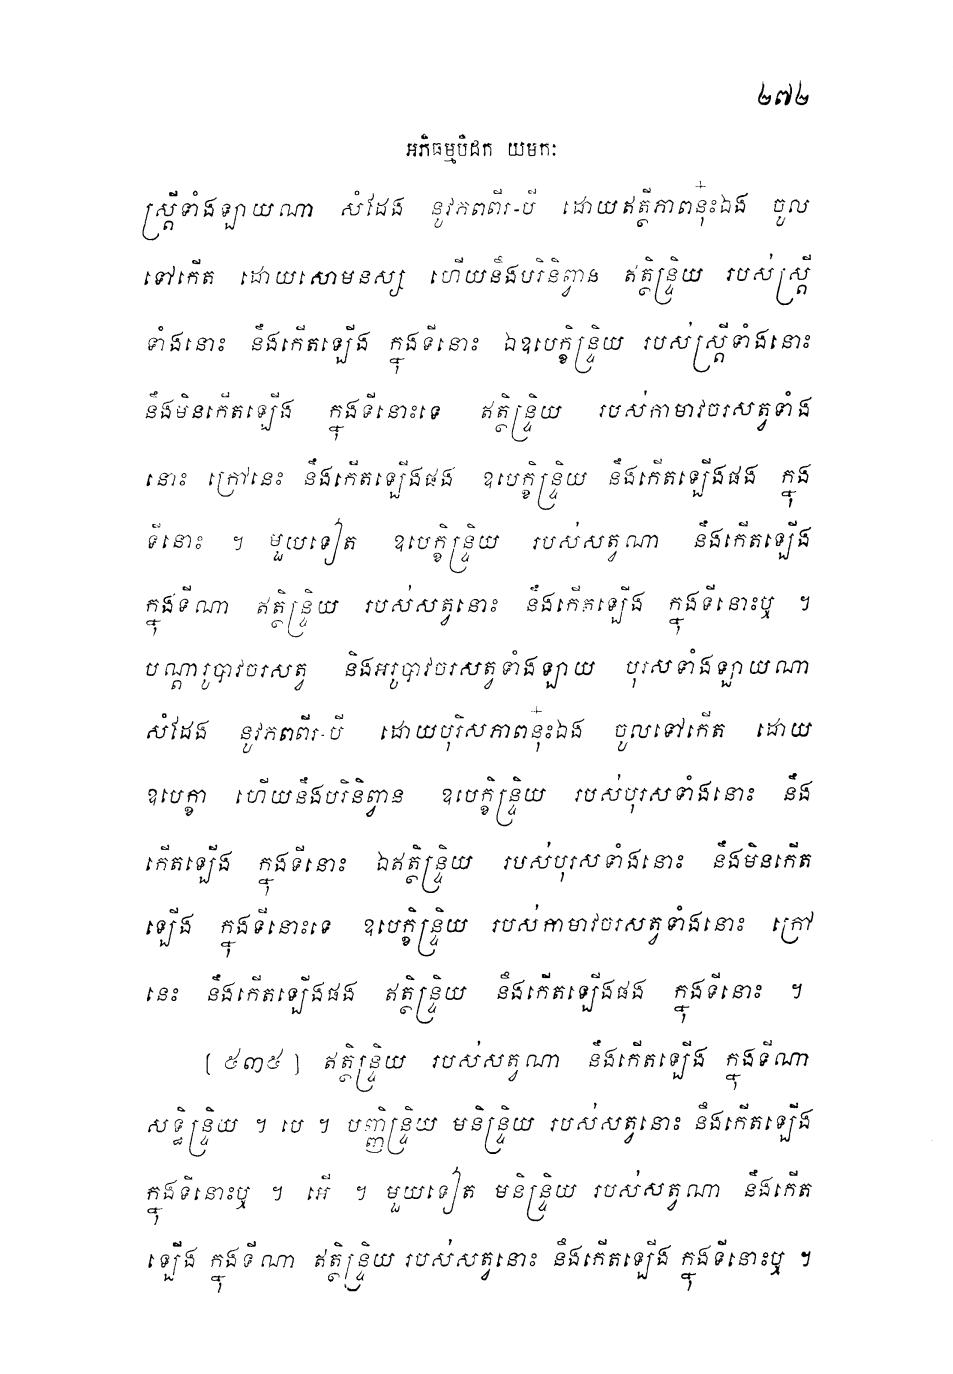 ២៧២
អភិធម្មបិដក យមកៈ
ស្ត្រីទាំងឡាយណា សំដែង នូវភពពីរ-បី ដោយឥត្ថីភាពនុ៎ះឯង ចូល
ទៅកើត ដោយសោមនស្ស ហើយនឹងបរិនិព្វាន ឥត្ថិន្ទ្រិយ របស់ស្ត្រី
ទាំងនោះ នឹងកើតឡើង ក្នុងទីនោះ ឯឧបេក្ខិន្ទ្រិយ របស់ស្ត្រីទាំងនោះ
នឹងមិនកើតឡើង ក្នុងទីនោះទេ ឥត្ថិន្ទ្រិយ របស់កាមាវចរសត្វទាំង
នោះ ក្រៅនេះ នឹងកើតឡើងផង ឧបេក្ខិន្ទ្រិយ នឹងកើតឡើងផង ក្នុង
ទីនោះ ។ មួយទៀត ឧបេក្ខិន្ទ្រិយ របស់សត្វណា នឹងកើតឡើង
ក្នុងទីណា ឥត្ថិន្ទ្រិយ របស់សត្វនោះ នឹងកើតឡើង ក្នុងទីនោះឬ ។
បណ្តារូបាវចរសត្វ និងអរូបាវចរសត្វទាំងឡាយ បុរសទាំងឡាយណា
សំដែង នូវភពពីរ-បី ដោយបុរិសភាពនុ៎ះឯង ចូលទៅកើត ដោយ
ឧបេក្ខា ហើយនឹងបរិនិព្វាន ឧបេក្ខិន្ទ្រិយ របស់បុរសទាំងនោះ នឹង
កើតឡើង ក្នុងទីនោះ ឯឥត្ថិន្ទ្រិយ របស់បុរសទាំងនោះ នឹងមិនកើត
ឡើង ក្នុងទីនោះទេ ឧបេក្ខិន្ទ្រិយ របស់កាមាវចរសត្វទាំងនោះ ក្រៅ
នេះ នឹងកើតឡើងផង ឥត្ថិន្ទ្រិយ នឹងកើតឡើងផង ក្នុងទីនោះ ។
[៥៣៥] ឥត្ថិន្ទ្រិយ របស់សត្វណា នឹងកើតឡើង ក្នុងទីណា
សទ្ធិន្ទ្រិយ ។ បេ ។ បញ្ញិន្ទ្រិយ មនិន្ទ្រិយ របស់សត្វនោះ នឹងកើតឡើង
ក្នុងទីនោះឬ ។ អើ ។ មួយទៀត មនិន្ទ្រិយ របស់សត្វណា នឹងកើត
ឡើង ក្នុងទីណា ឥត្ថិន្ទ្រិយ របស់សត្វនោះ នឹងកើតឡើង ក្នុងទីនោះឬ ។